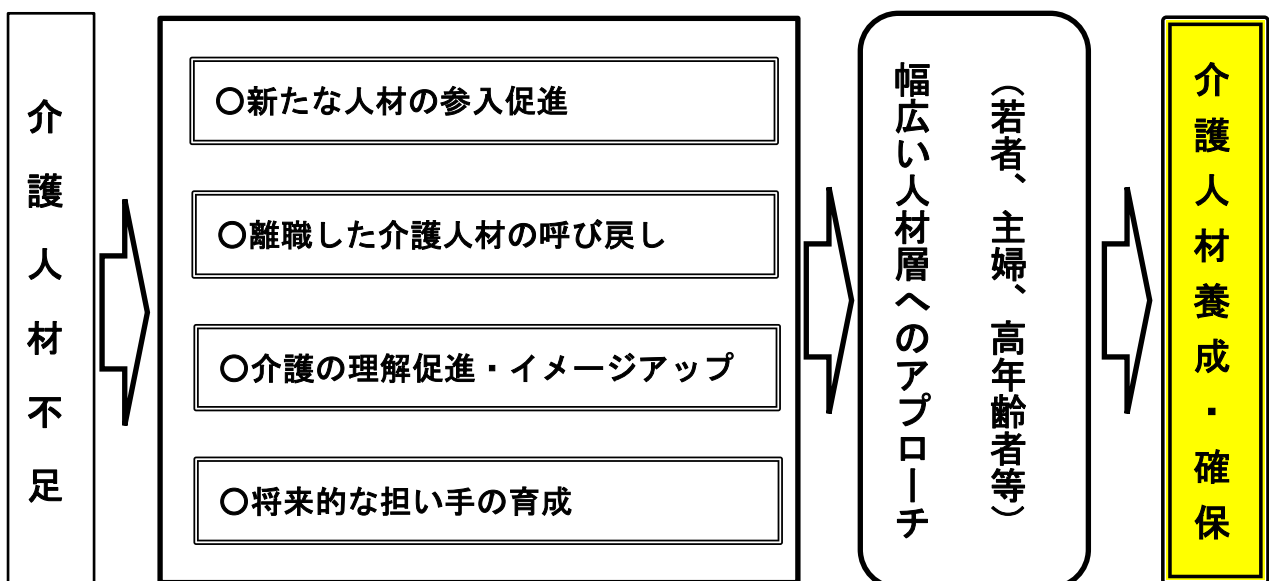 介護人材不足
〇新たな人材の参入促進
〇離職した介護人材の呼び戻し
〇介護の理解促進・イメージアップ
〇将来的な担い手の育成
幅広い人材層へのアプローチ
（若者、主婦、高年齢者等）
介護人材養成・確保